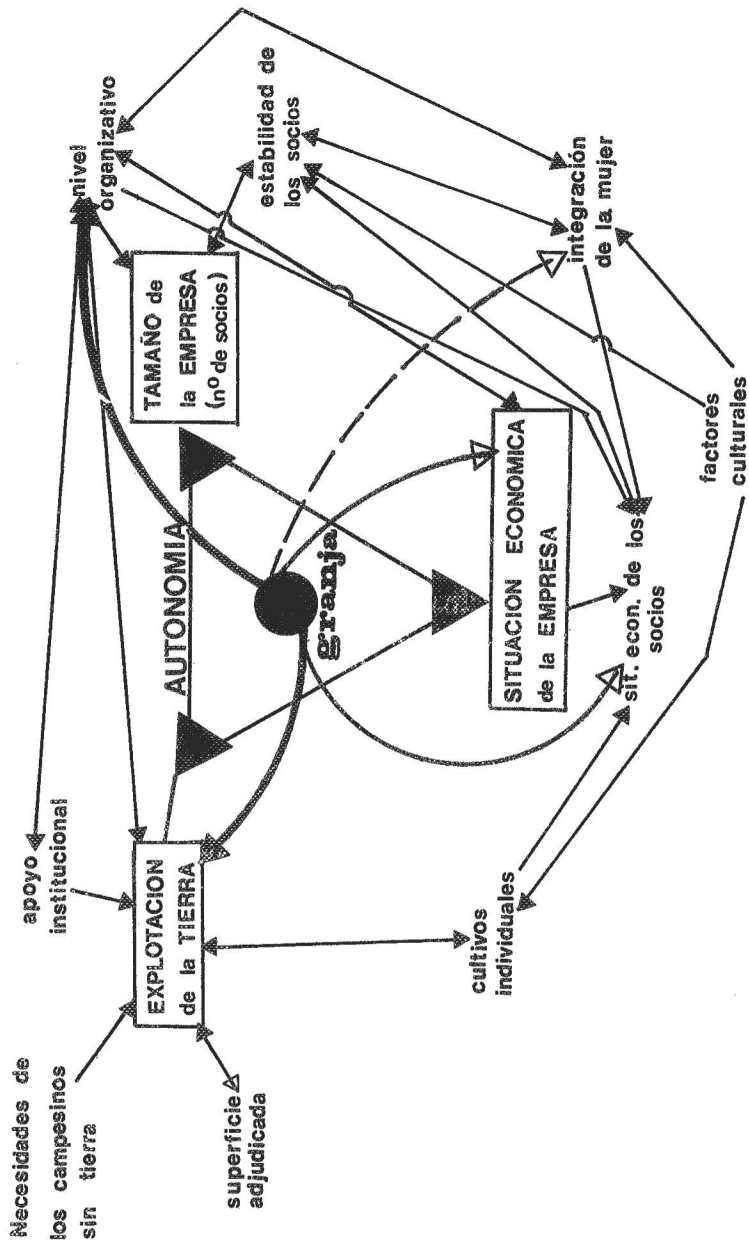 Necesidades de
los campesinos
sin tierra
apoyo
institucional
nivel
organizativo
EXPLOTACION
de la TIERRA
TAMAÑO de
la EMPRESA
(nº de socios)
estabilidad de
los socios
superficie
adjudicada
AUTONOMIA
granja
cultivos
individuales
SITUACION ECONOMICA
de la EMPRESA
integración
de la mujer
sit. econ. de los
socios
factores
culturales